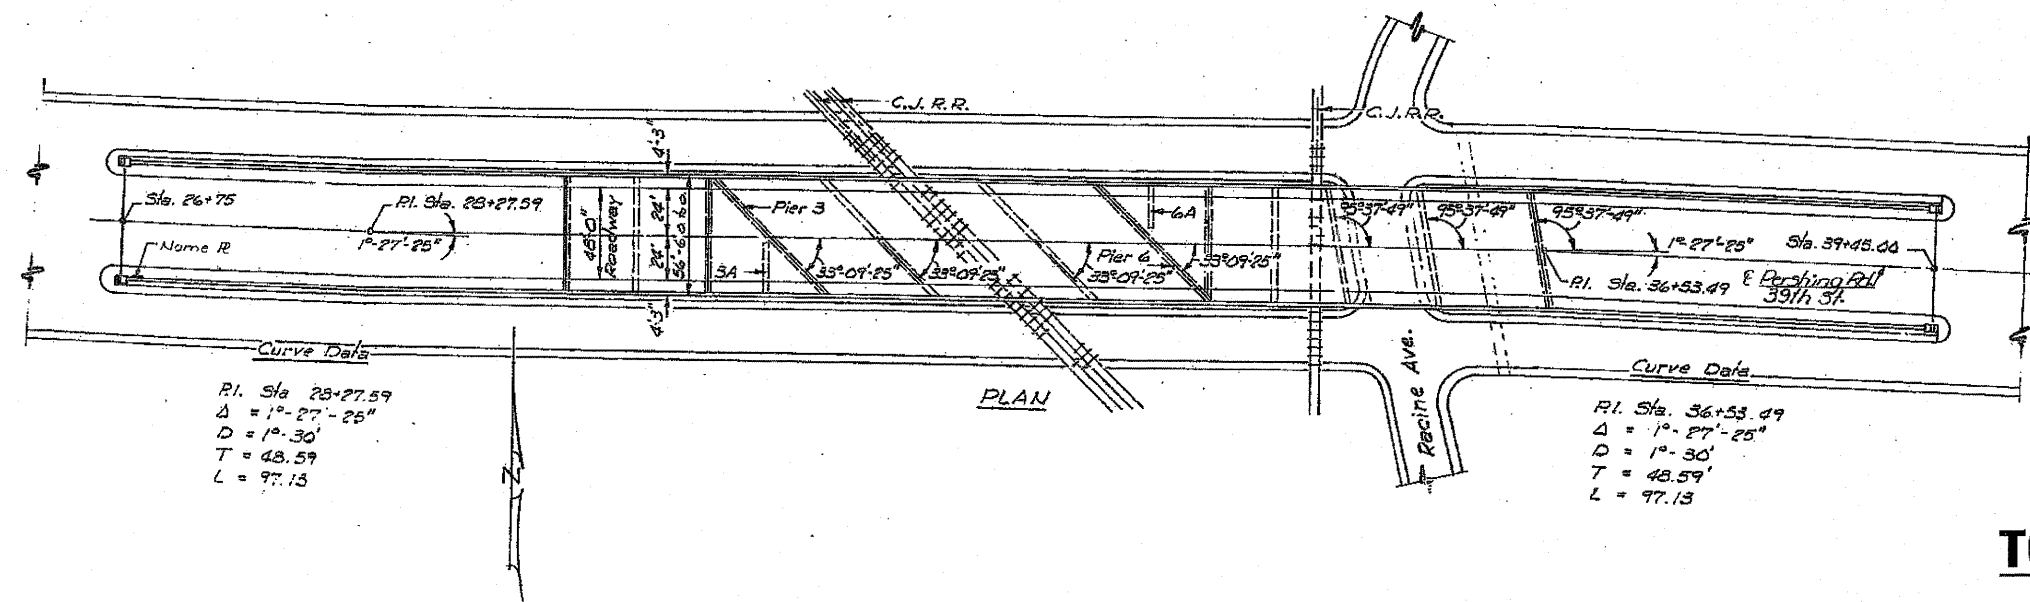 C.J.R.R.
C.J.R.R.
4'-3"
Sta. 26+75
P.I. Sta. 28+27.59
1°-27'-25"
Name ℞
48'-0"
Roadway
24'
24'
56'-6" o. to o.
4'-3"
Pier 3
3A
33°-09'-25"
33°-09'-25"
Pier 6
33°-09'-25"
6A
33°-09'-25"
95°37'-49"
95°37'-49"
95°37'-49"
1°-27'-25"
Sta. 39+45.00
P.I. Sta. 36+53.49
℄ Pershing Rd.
39th St.
Racine Ave.
Curve Data
P.I. Sta 28+27.59
Δ = 1°-27'-25"
D = 1°-30'
T = 48.59
L = 97.13
N
PLAN
Curve Data
P.I. Sta. 36+53.49
Δ = 1°-27'-25"
D = 1°-30'
T = 48.59'
L = 97.13